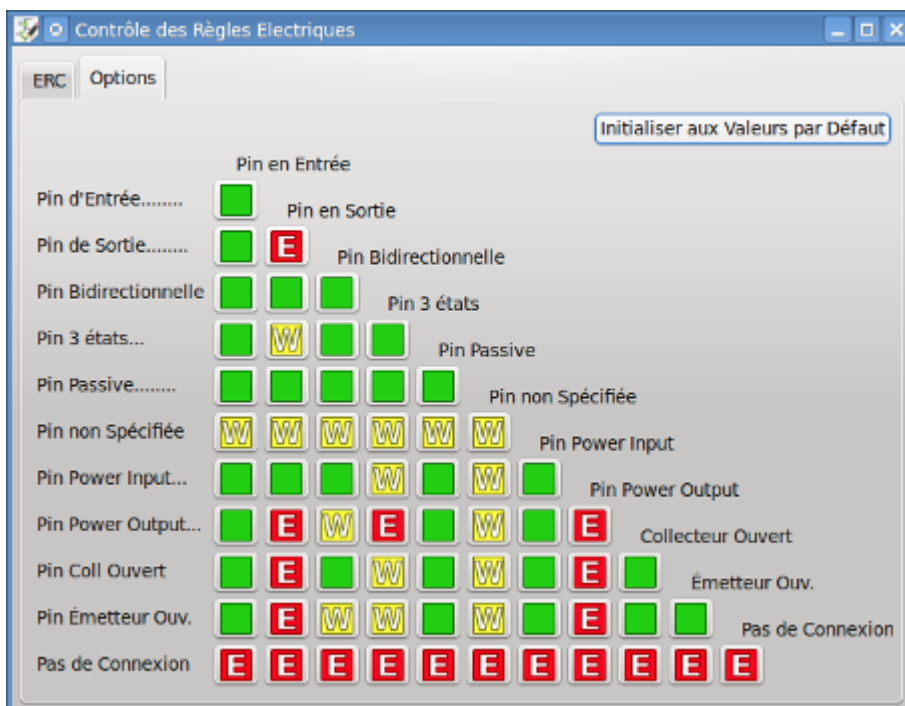 Contrôle des Règles Electriques
ERC Options
Initialiser aux Valeurs par Défaut
Pin en Entrée
Pin d'Entrée........
Pin en Sortie
Pin de Sortie........ E
Pin Bidirectionnelle
Pin Bidirectionnelle
Pin 3 états
Pin 3 états... W
Pin Passive
Pin Passive........
Pin non Spécifiée
Pin non Spécifiée W W W W W W
Pin Power Input
Pin Power Input... W W
Pin Power Output
Pin Power Output... E W E W E
Collecteur Ouvert
Pin Coll Ouvert E W W E
Émetteur Ouv.
Pin Émetteur Ouv. E W W W E
Pas de Connexion
Pas de Connexion E E E E E E E E E E E